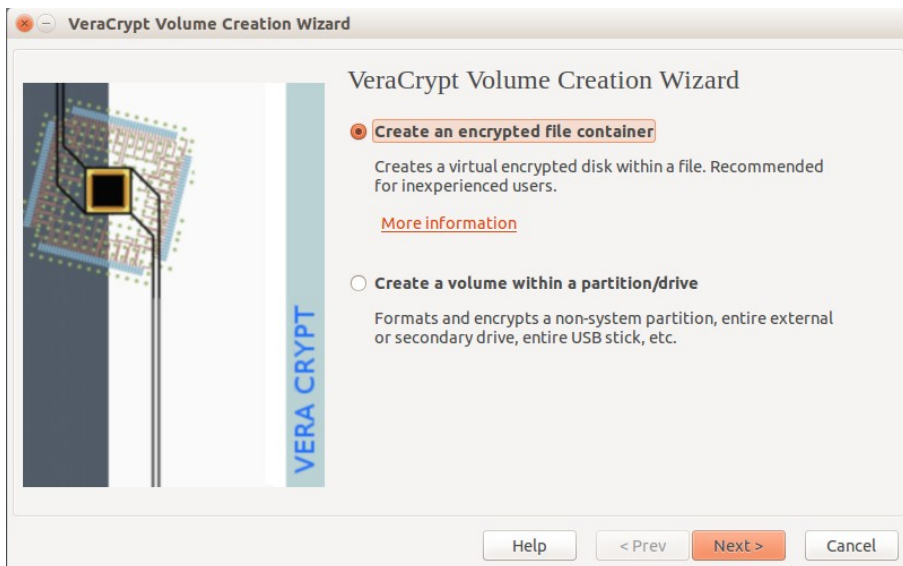 VeraCrypt Volume Creation Wizard
VeraCrypt Volume Creation Wizard
Create an encrypted file container
Creates a virtual encrypted disk within a file. Recommended
for inexperienced users.
More information
Create a volume within a partition/drive
Formats and encrypts a non-system partition, entire external
or secondary drive, entire USB stick, etc.
VERA CRYPT
Help
< Prev
Next >
Cancel